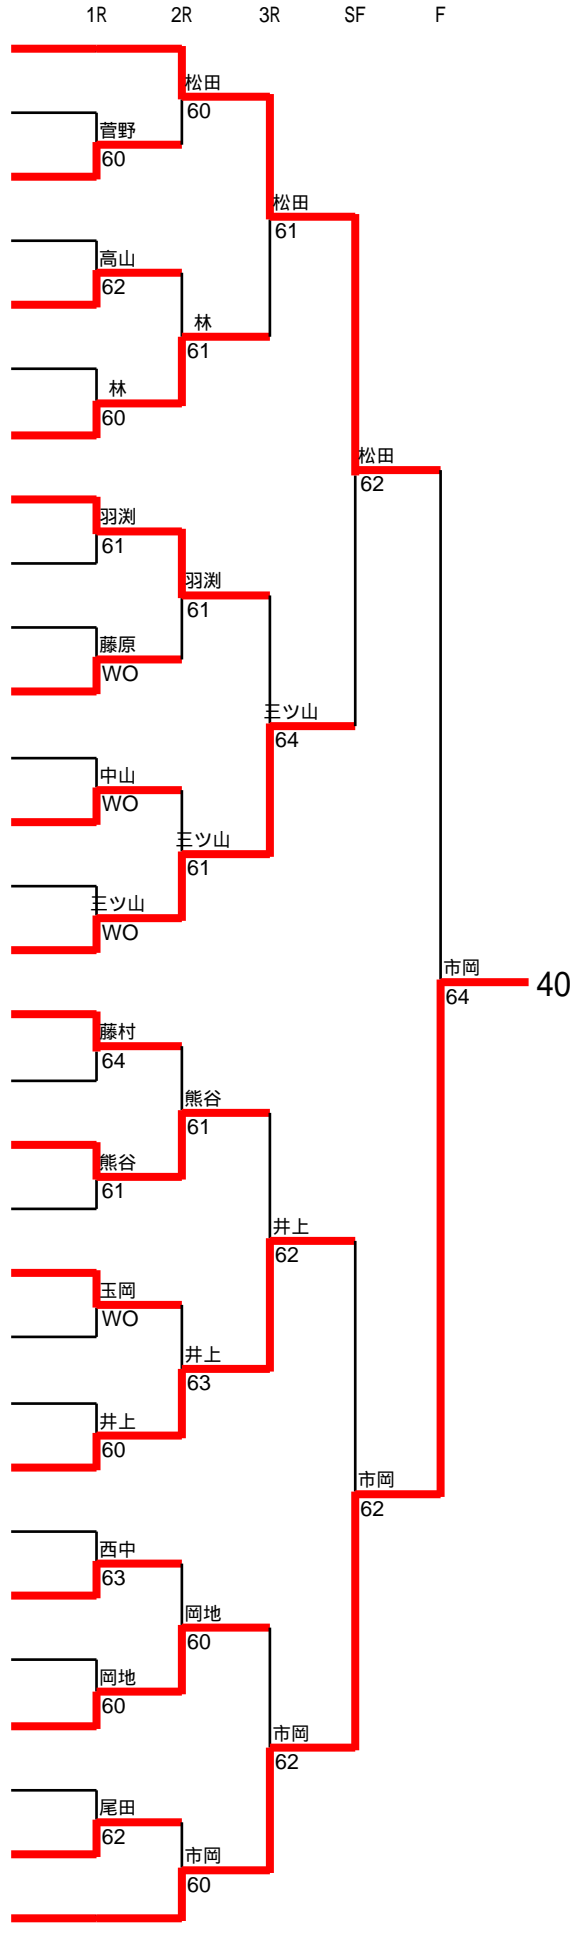 1R 2R 3R SF F
松田
60
菅野
60
松田
61
高山
62
林
61
林
60
松田
62
羽渕
61
羽渕
61
藤原
WO
三ツ山
64
中山
WO
三ツ山
61
三ツ山
WO
市岡
64
40
藤村
64
熊谷
61
熊谷
61
井上
62
玉岡
WO
井上
63
井上
60
市岡
62
西中
63
岡地
60
岡地
60
市岡
62
尾田
62
市岡
60